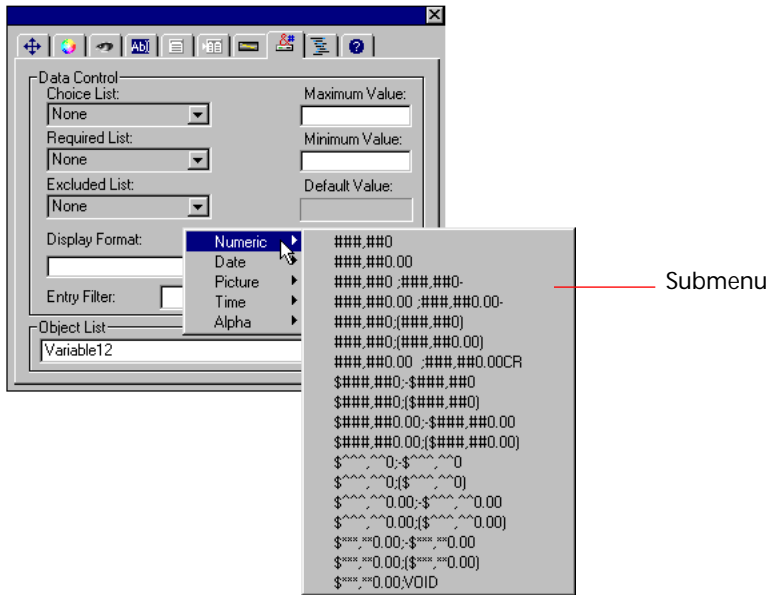 Data Control
Choice List:
None
Maximum Value:
Required List:
None
Minimum Value:
Excluded List:
None
Default Value:
Display Format:
Entry Filter:
Object List
Variable12
Numeric
Date
Picture
Time
Alpha
###,##0
###,##0.00
###,##0 ;###,##0-
###,##0.00 ;###,##0.00-
###,##0;(###,##0)
###,##0;(###,##0.00)
###,##0.00  ;###,##0.00CR
$###,##0;-$###,##0
$###,##0;($###,##0)
$###,##0.00;-$###,##0.00
$###,##0.00;($###,##0.00)
$^^^,^^0;-$^^^,^^0
$^^^,^^0;($^^^,^^0)
$^^^,^^0.00;-$^^^,^^0.00
$^^^,^^0.00;($^^^,^^0.00)
$***,**0.00;-$***,**0.00
$***,**0.00;($***,**0.00)
$***,**0.00;VOID
Submenu